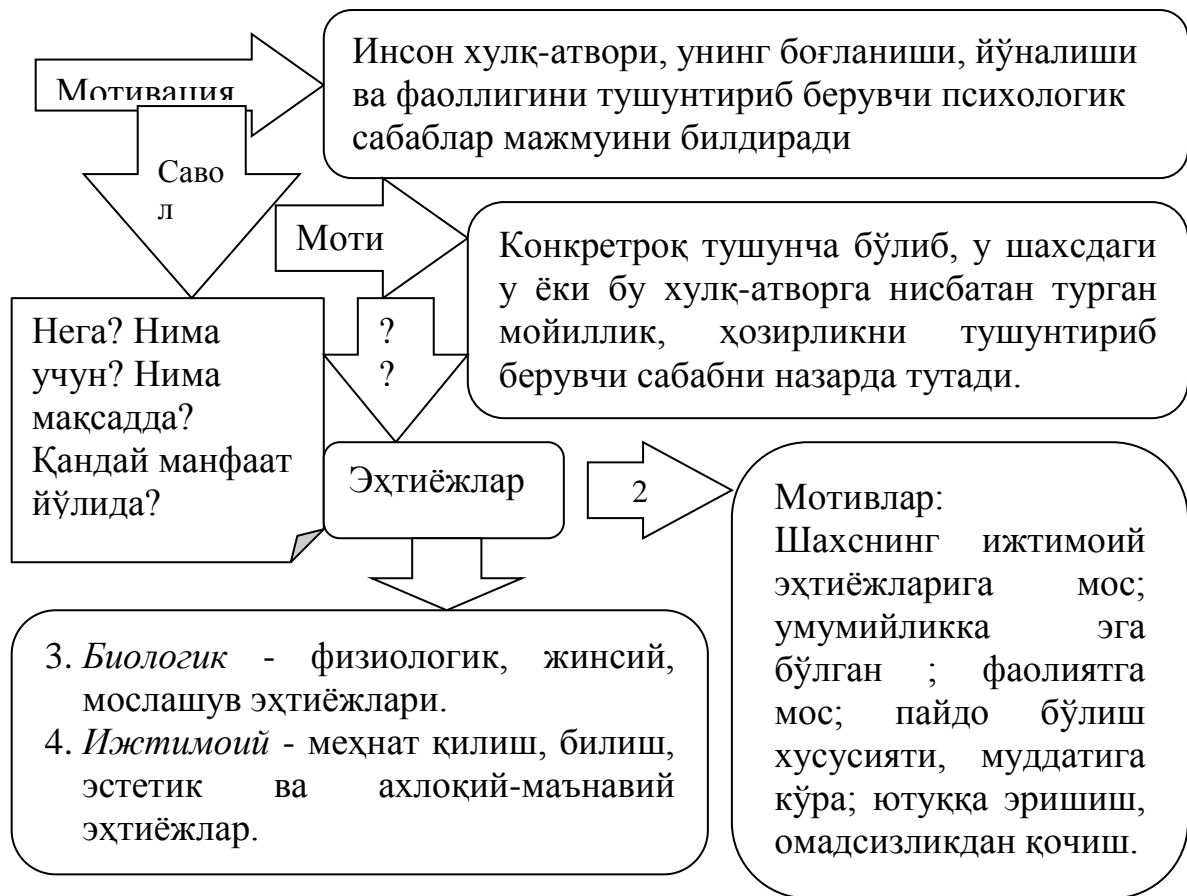 Мотивация
Инсон хулқ-атвори, унинг боғланиши, йўналиши
ва фаоллигини тушунтириб берувчи психологик
сабаблар мажмуини билдиради
Саво
л
Моти
Конкретроқ тушунча бўлиб, у шахсдаги
у ёки бу хулқ-атворга нисбатан турган
мойиллик, ҳозирликни тушунтириб
берувчи сабабни назарда тутади.
Нега? Нима
учун? Нима
мақсадда?
Қандай манфаат
йўлида?
?
?
Эҳтиёжлар
2
Мотивлар:
Шахснинг ижтимоий
эҳтиёжларига мос;
умумийликка эга
бўлган ; фаолиятга
мос; пайдо бўлиш
хусусияти, муддатига
кўра; ютуққа эришиш,
омадсизликдан қочиш.
3. Биологик - физиологик, жинсий,
мослашув эҳтиёжлари.
4. Ижтимоий - меҳнат қилиш, билиш,
эстетик ва ахлоқий-маънавий
эҳтиёжлар.